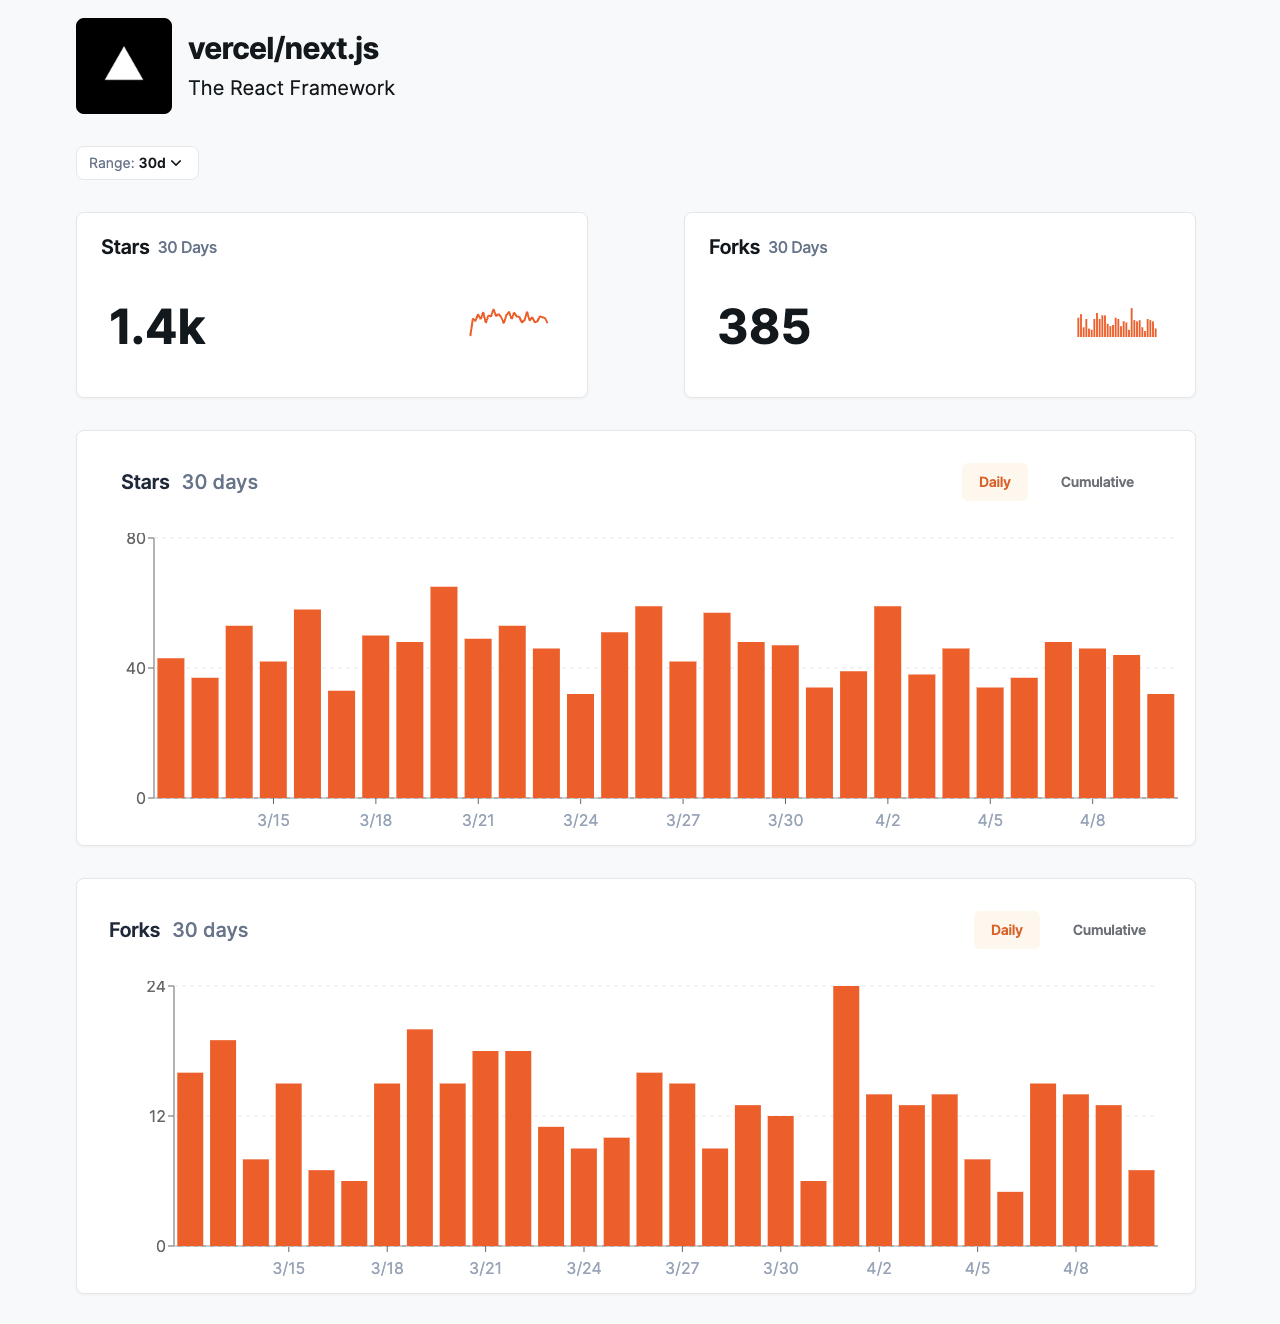 vercel/next.js
The React Framework
Range: 30d
Stars 30 Days
1.4k
Forks 30 Days
385
Stars 30 days
Daily Cumulative
80
40
0
3/15 3/18 3/21 3/24 3/27 3/30 4/2 4/5 4/8
Forks 30 days
Daily Cumulative
24
12
0
3/15 3/18 3/21 3/24 3/27 3/30 4/2 4/5 4/8